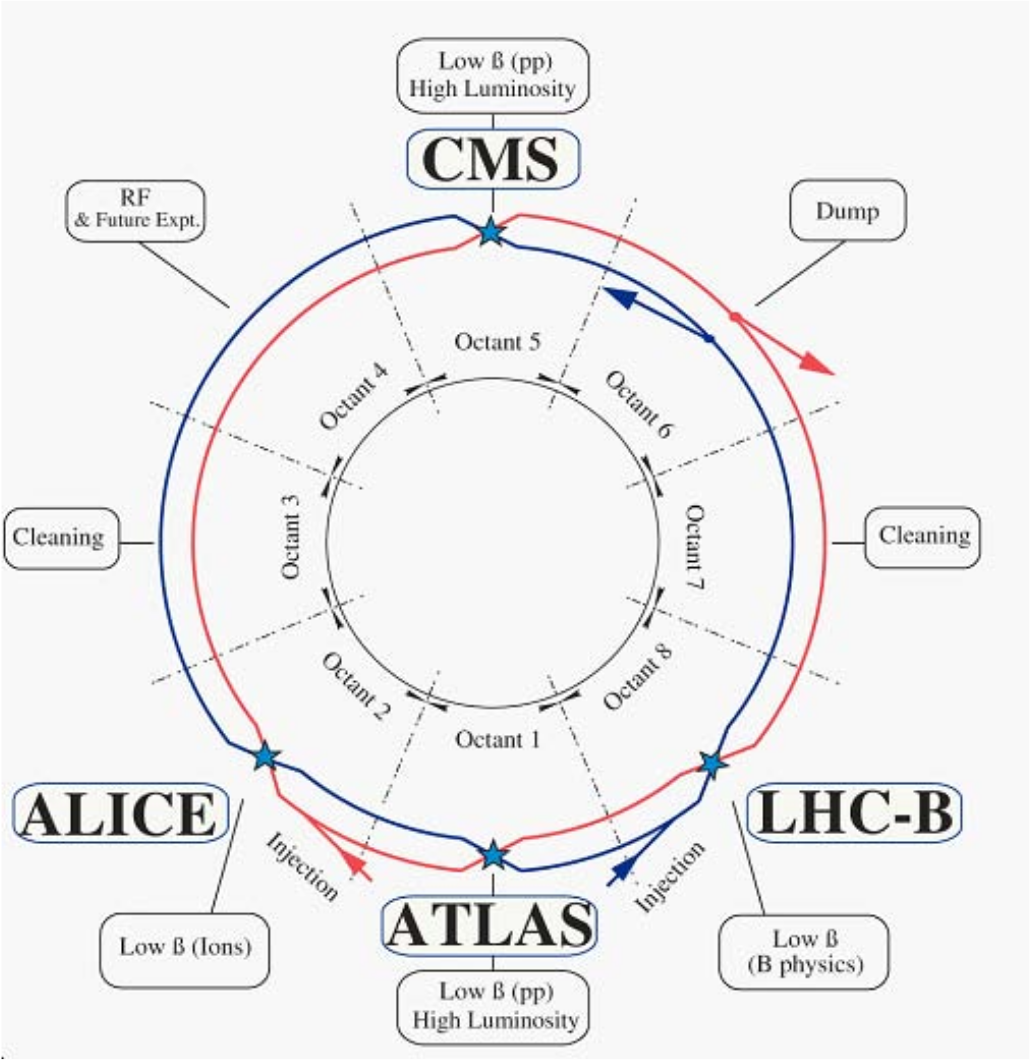 Low ß (pp)
High Luminosity
CMS
RF
& Future Expt.
Dump
Octant 5
Octant 4
Octant 6
Cleaning
Octant 3
Octant 7
Cleaning
Octant 2
Octant 8
Octant 1
ALICE
LHC-B
Injection
Injection
ATLAS
Low ß (Ions)
Low ß
(B physics)
Low ß (pp)
High Luminosity